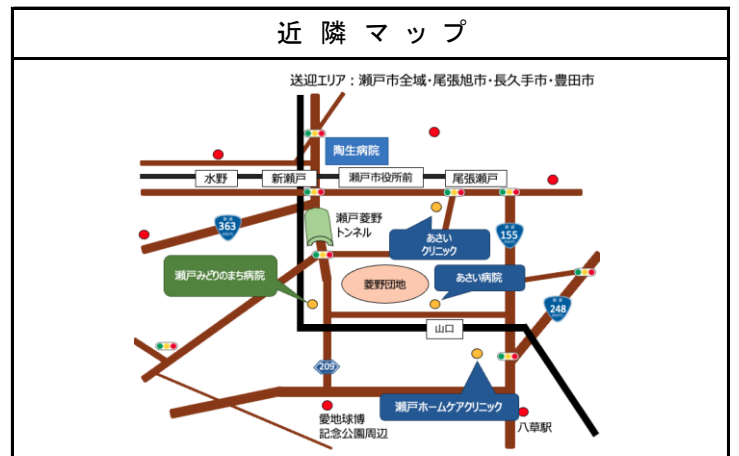 近隣マップ
送迎エリア：瀬戸市全域・尾張旭市・長久手市・豊田市
陶生病院
水野
新瀬戸
瀬戸市役所前
尾張瀬戸
363
瀬戸菱野
トンネル
あさい
クリニック
155
瀬戸みどりのまち病院
菱野団地
あさい病院
248
山口
209
瀬戸ホームケアクリニック
愛地球博
記念公園周辺
八草駅